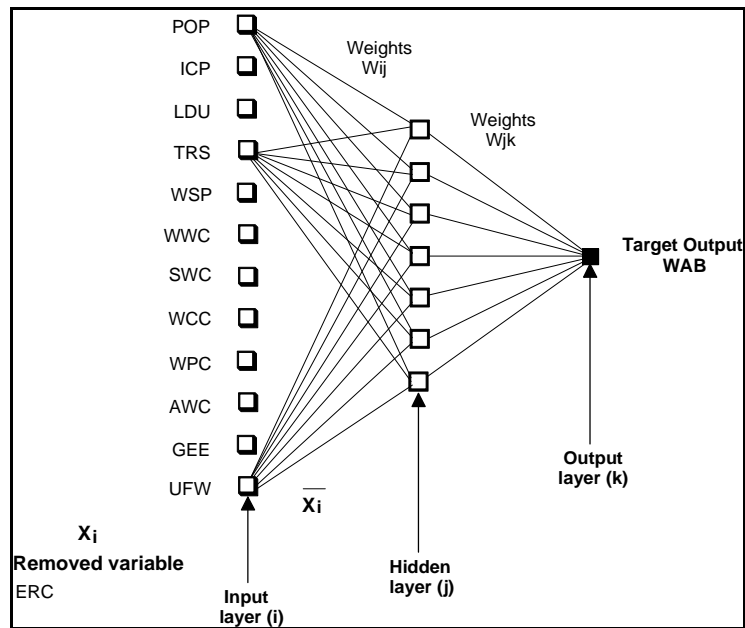 POP
ICP
LDU
TRS
WSP
WWC
SWC
WCC
WPC
AWC
GEE
UFW
Weights
Wij
Weights
Wjk
Target Output
WAB
X̅i
Xi
Removed variable
ERC
Input
layer (i)
Hidden
layer (j)
Output
layer (k)